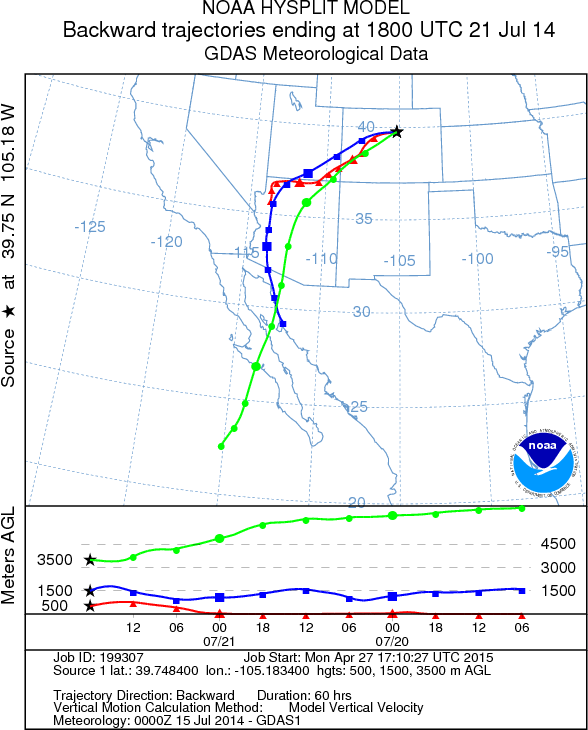 NOAA HYSPLIT MODEL
Backward trajectories ending at 1800 UTC 21 Jul 14
GDAS Meteorological Data
Source ★ at 39.75 N 105.18 W
40
35
-125
-120
-115
-110
-105
-100
-95
30
25
20
noaa
Meters AGL
3500
1500
500
4500
3000
1500
12 06 00 18 12 06 00 18 12 06
07/21 07/20
Job ID: 199307 Job Start: Mon Apr 27 17:10:27 UTC 2015
Source 1 lat.: 39.748400 lon.: -105.183400 hgts: 500, 1500, 3500 m AGL
Trajectory Direction: Backward Duration: 60 hrs
Vertical Motion Calculation Method: Model Vertical Velocity
Meteorology: 0000Z 15 Jul 2014 - GDAS1